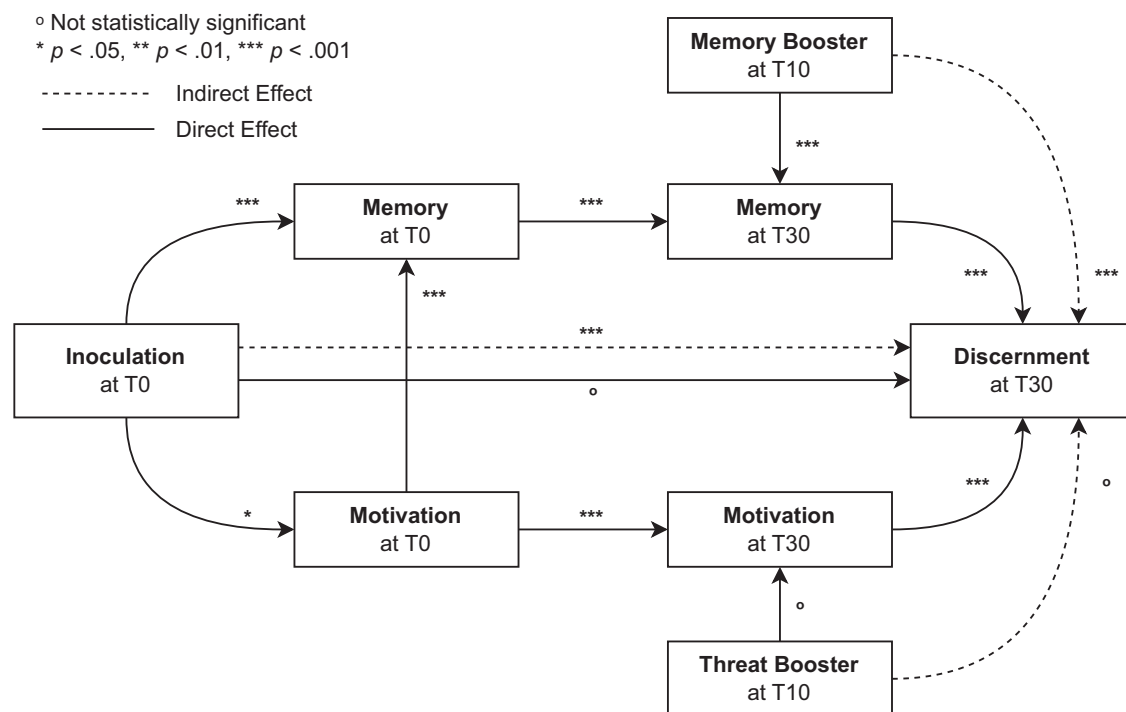 o Not statistically significant
* p < .05, ** p < .01, *** p < .001
Indirect Effect
Direct Effect
Memory Booster
at T10
***
***
Memory
at T0
***
Memory
at T30
***
***
***
Inoculation
at T0
***
o
Discernment
at T30
*
Motivation
at T0
***
Motivation
at T30
***
o
o
Threat Booster
at T10